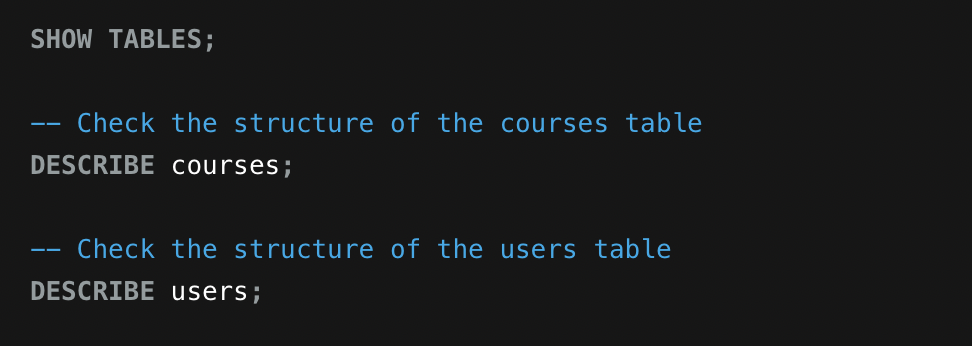 SHOW TABLES;
-- Check the structure of the courses table
DESCRIBE courses;
-- Check the structure of the users table
DESCRIBE users;